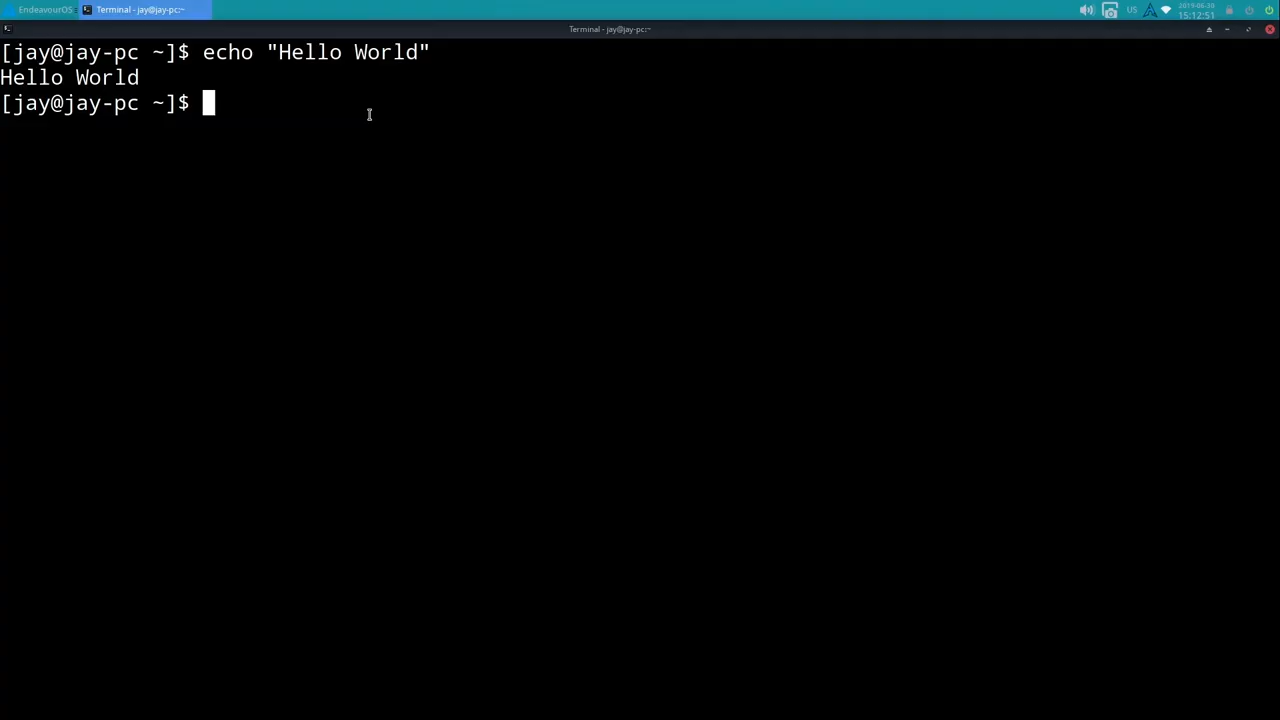 EndeavourOS
Terminal - jay@jay-pc:~
US
2019-06-30
15:12:51
Terminal - jay@jay-pc:~
[jay@jay-pc ~]$ echo "Hello World"
Hello World
[jay@jay-pc ~]$